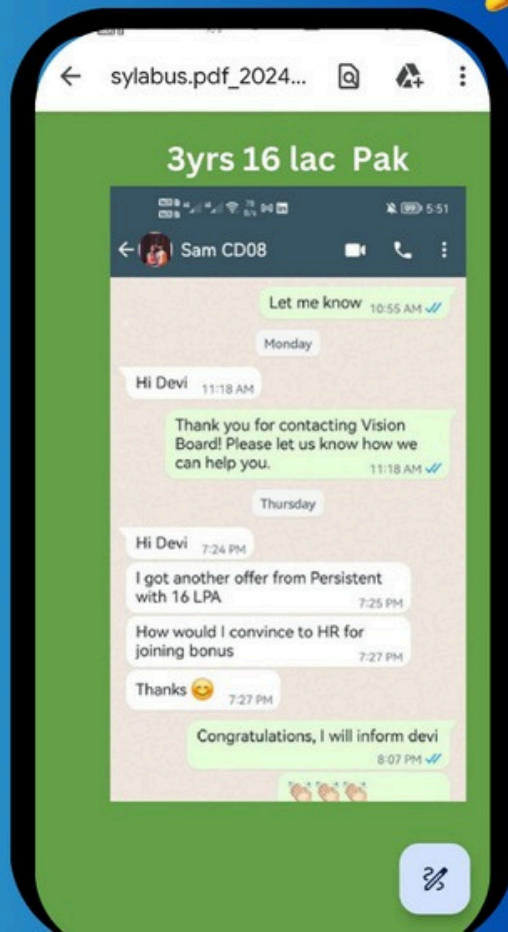 sylabus.pdf_2024...
3yrs 16 lac Pak
5:51
Sam CD08
Let me know 10:55 AM
Monday
Hi Devi 11:18 AM
Thank you for contacting Vision
Board! Please let us know how we
can help you. 11:18 AM
Thursday
Hi Devi 7:24 PM
I got another offer from Persistent
with 16 LPA 7:25 PM
How would I convince to HR for
joining bonus 7:27 PM
Thanks 7:27 PM
Congratulations, I will inform devi
8:07 PM